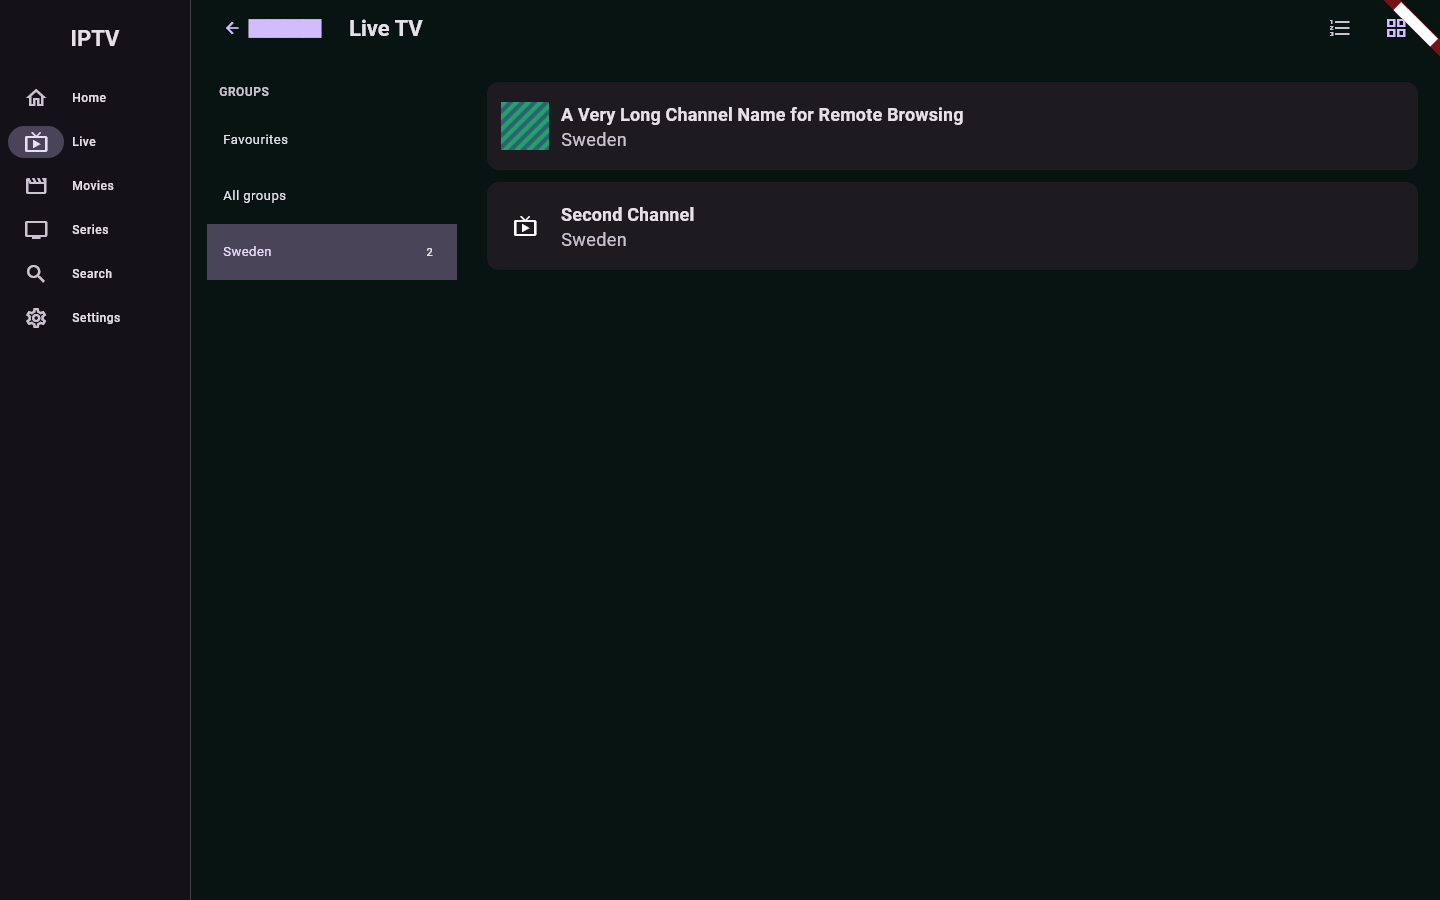 IPTV
Home
Live
Movies
Series
Search
Settings
Live TV
GROUPS
Favourites
All groups
Sweden 2
A Very Long Channel Name for Remote Browsing
Sweden
Second Channel
Sweden